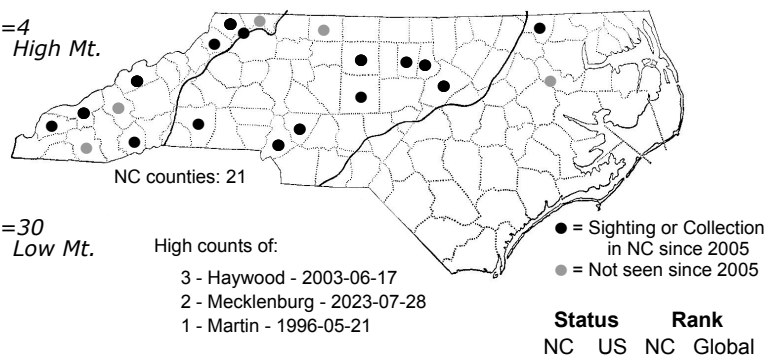 =4
High Mt.
NC counties: 21
=30
Low Mt.
High counts of:
3 - Haywood - 2003-06-17
2 - Mecklenburg - 2023-07-28
1 - Martin - 1996-05-21
= Sighting or Collection
in NC since 2005
= Not seen since 2005
Status Rank
NC US NC Global